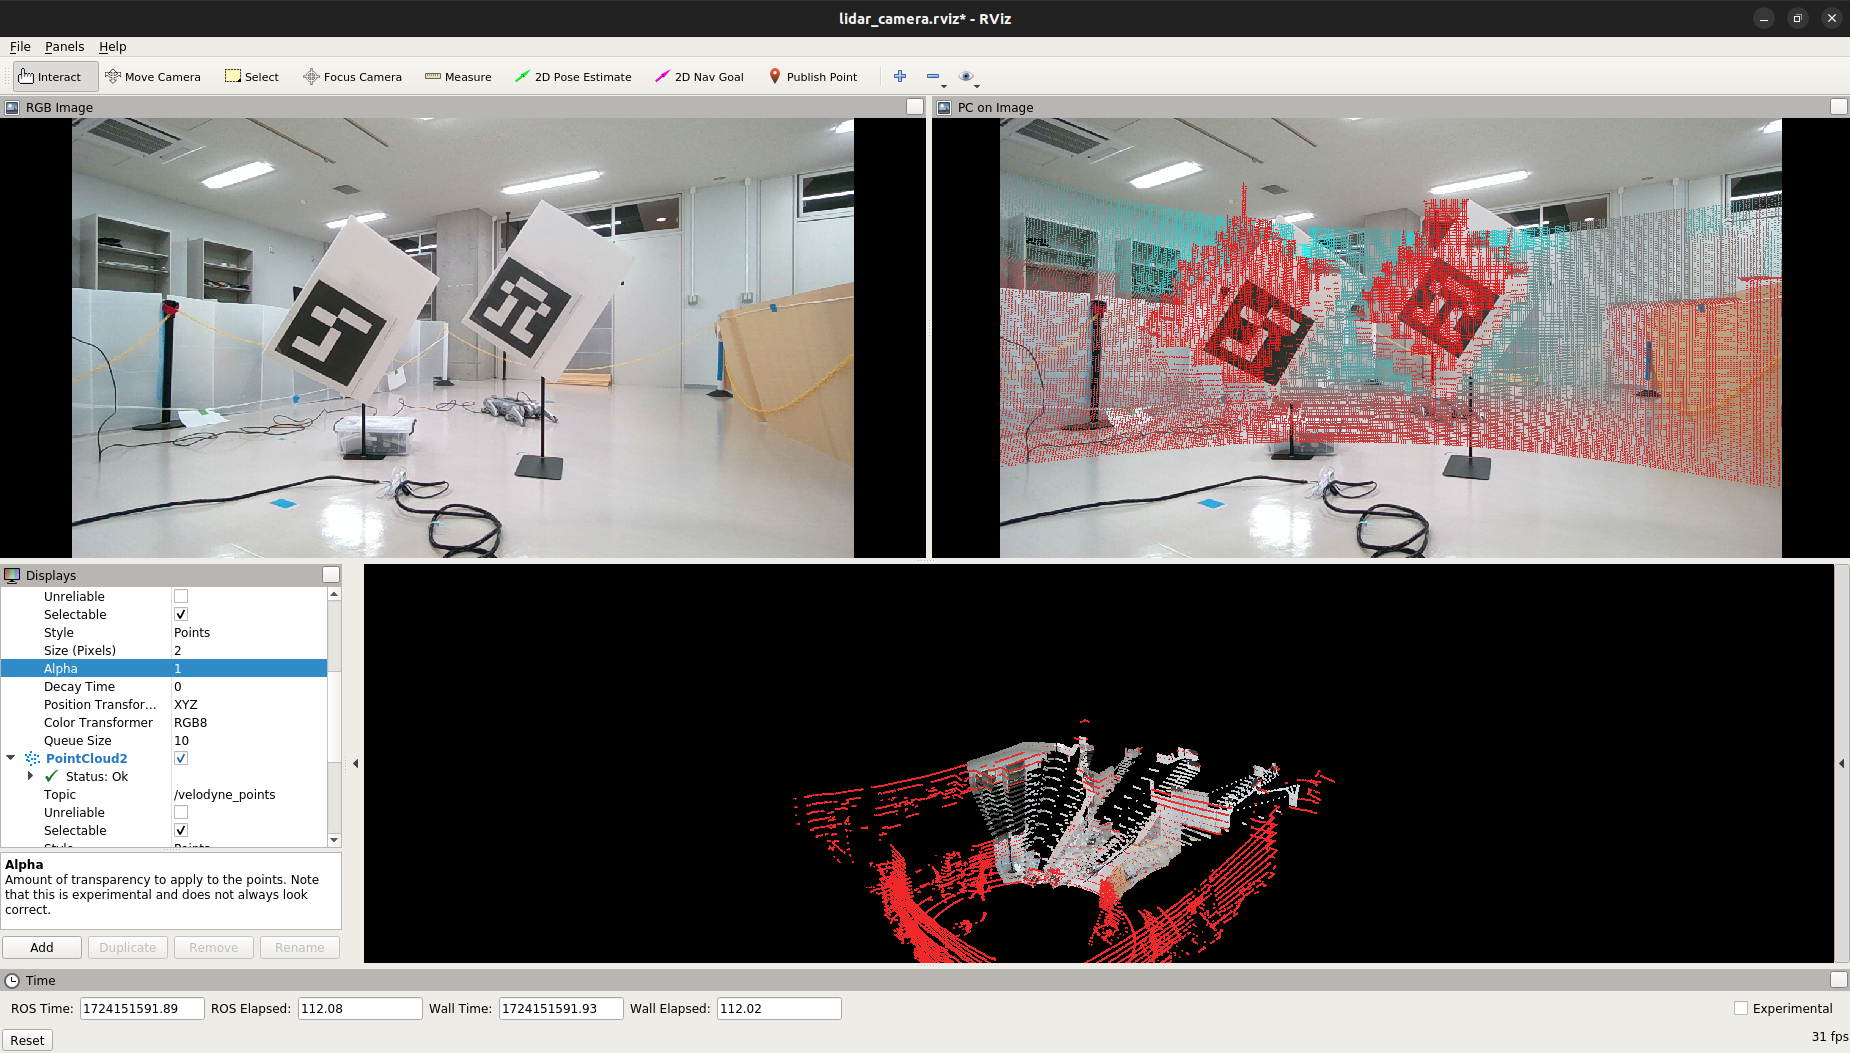 lidar_camera.rviz* - RViz
File Panels Help
Interact Move Camera Select Focus Camera Measure 2D Pose Estimate 2D Nav Goal Publish Point
RGB Image
PC on Image
Displays
Unreliable
Selectable
Style Points
Size (Pixels) 2
Alpha 1
Decay Time 0
Position Transfor... XYZ
Color Transformer RGB8
Queue Size 10
PointCloud2
Status: Ok
Topic /velodyne_points
Unreliable
Selectable
Style Points
Alpha
Amount of transparency to apply to the points. Note
that this is experimental and does not always look
correct.
Add Duplicate Remove Rename
Time
ROS Time: 1724151591.89 ROS Elapsed: 112.08 Wall Time: 1724151591.93 Wall Elapsed: 112.02 Experimental
Reset 31 fps